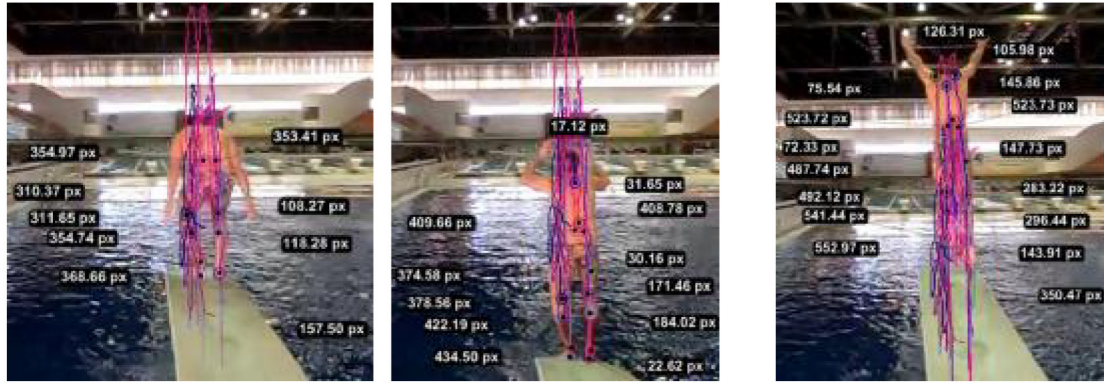 353.41 px
354.97 px
310.37 px
108.27 px
311.65 px
354.74 px
118.28 px
368.66 px
157.50 px
17.12 px
31.65 px
408.78 px
409.66 px
30.16 px
374.58 px
171.46 px
378.56 px
184.02 px
422.19 px
434.50 px
22.62 px
126.31 px
105.98 px
75.54 px
145.86 px
523.73 px
523.72 px
72.33 px
147.73 px
487.74 px
283.22 px
492.12 px
541.44 px
296.44 px
552.97 px
143.91 px
350.47 px